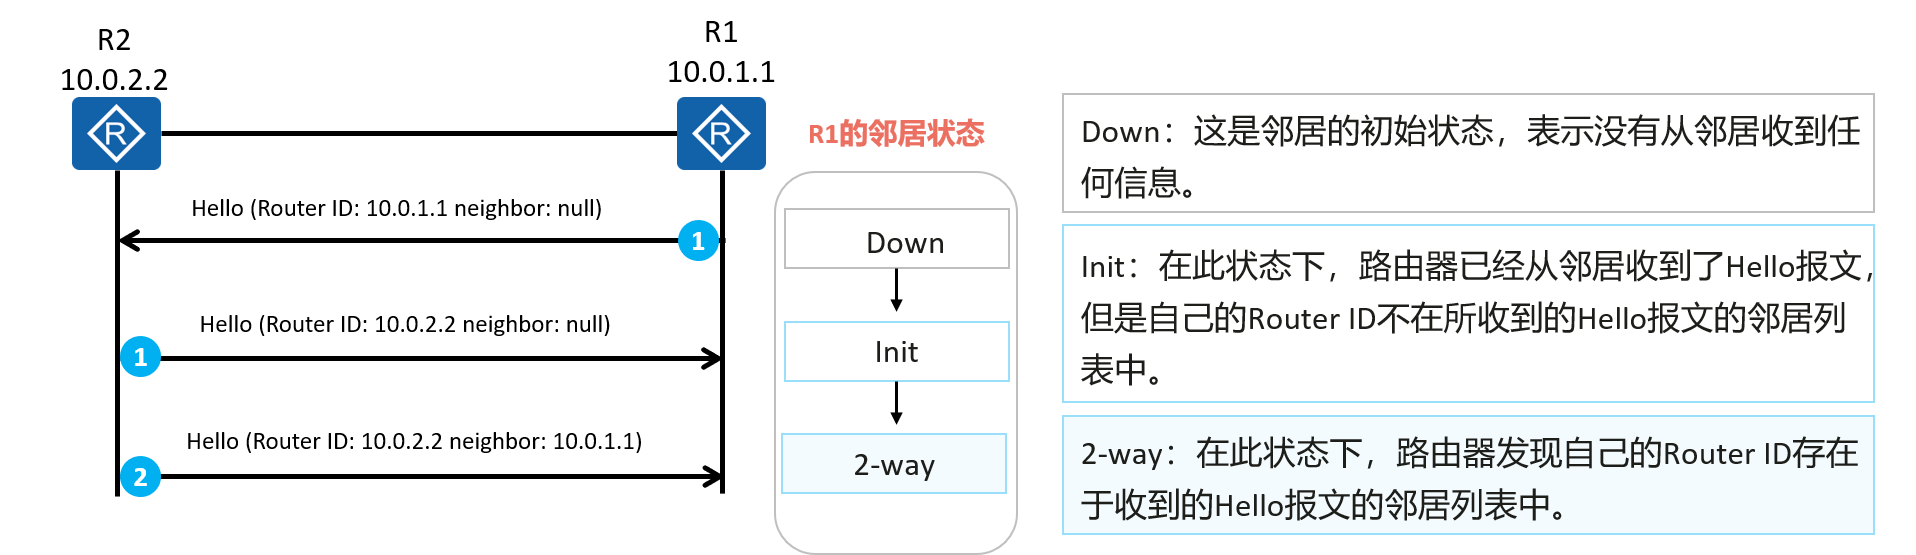 R2
10.0.2.2
R1
10.0.1.1
R
R
Hello (Router ID: 10.0.1.1 neighbor: null)
1
Hello (Router ID: 10.0.2.2 neighbor: null)
1
Hello (Router ID: 10.0.2.2 neighbor: 10.0.1.1)
2
R1的邻居状态
Down
Init
2-way
Down：这是邻居的初始状态，表示没有从邻居收到任
何信息。
Init：在此状态下，路由器已经从邻居收到了Hello报文，
但是自己的Router ID不在所收到的Hello报文的邻居列
表中。
2-way：在此状态下，路由器发现自己的Router ID存在
于收到的Hello报文的邻居列表中。